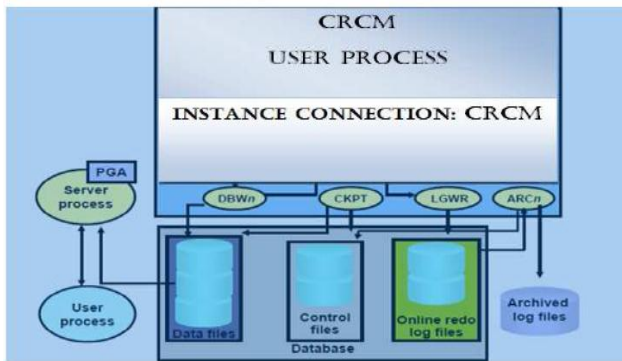 CRCM
USER PROCESS
INSTANCE CONNECTION: CRCM
PGA
Server
process
DBWn
CKPT
LGWR
ARCn
User
process
Data files
Control
files
Online redo
log files
Archived
log files
Database